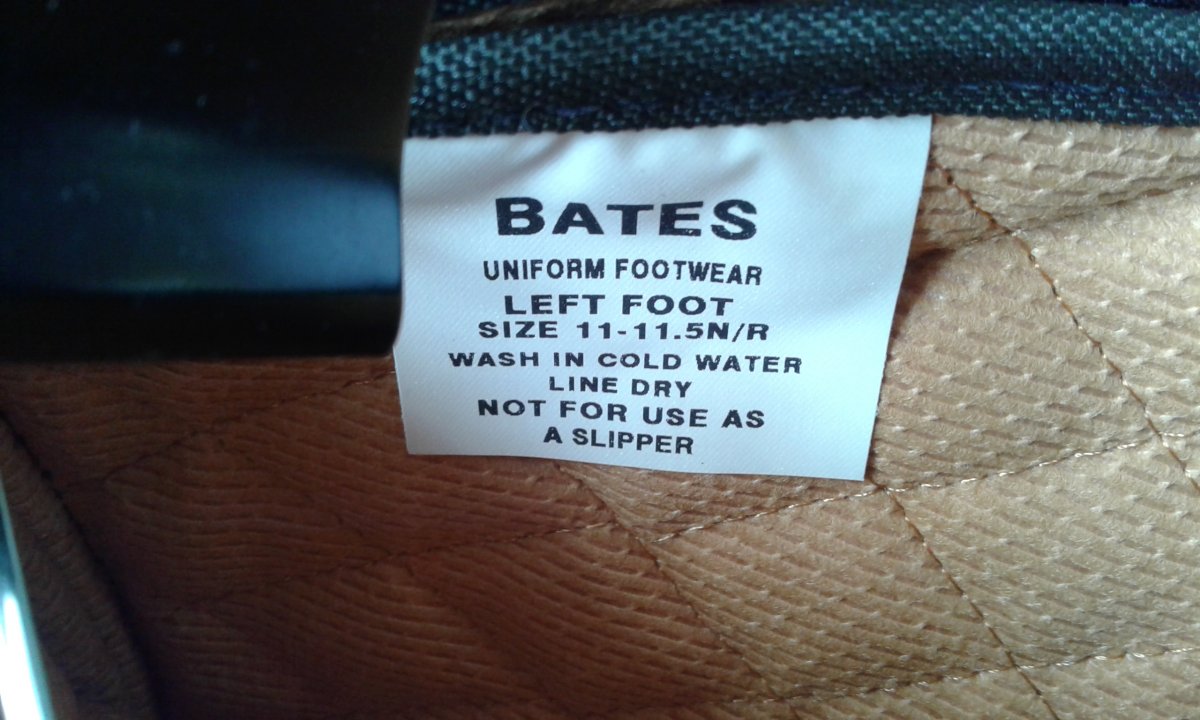 BATES
UNIFORM FOOTWEAR
LEFT FOOT
SIZE 11-11.5N/R
WASH IN COLD WATER
LINE DRY
NOT FOR USE AS
A SLIPPER